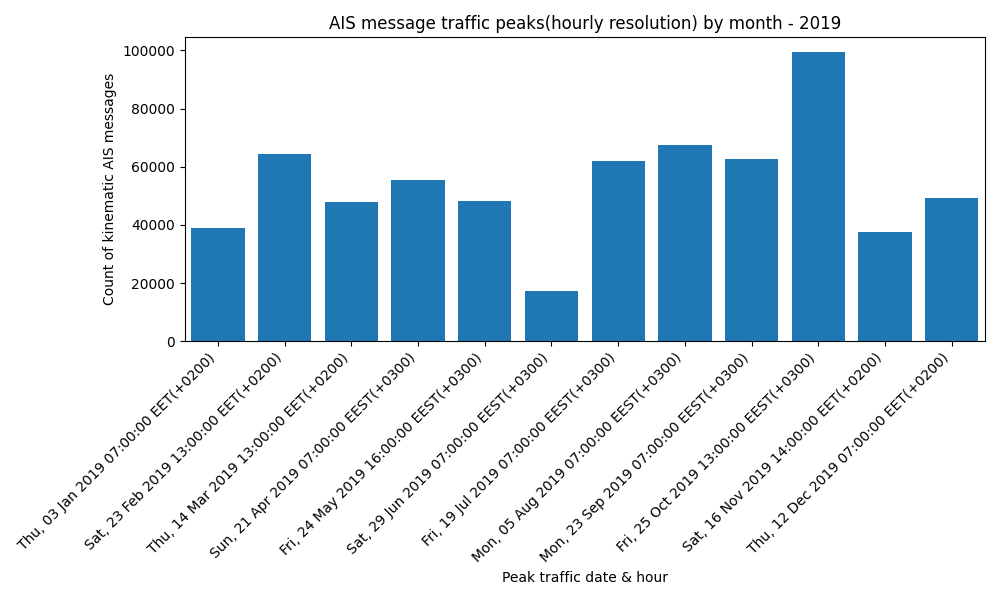 AIS message traffic peaks(hourly resolution) by month - 2019
Count of kinematic AIS messages
100000
80000
60000
40000
20000
0
Thu, 03 Jan 2019 07:00:00 EET(+0200)
Sat, 23 Feb 2019 13:00:00 EET(+0200)
Thu, 14 Mar 2019 13:00:00 EET(+0200)
Sun, 21 Apr 2019 07:00:00 EEST(+0300)
Fri, 24 May 2019 16:00:00 EEST(+0300)
Sat, 29 Jun 2019 07:00:00 EEST(+0300)
Fri, 19 Jul 2019 07:00:00 EEST(+0300)
Mon, 05 Aug 2019 07:00:00 EEST(+0300)
Mon, 23 Sep 2019 07:00:00 EEST(+0300)
Fri, 25 Oct 2019 13:00:00 EEST(+0300)
Sat, 16 Nov 2019 14:00:00 EET(+0200)
Thu, 12 Dec 2019 07:00:00 EET(+0200)
Peak traffic date & hour